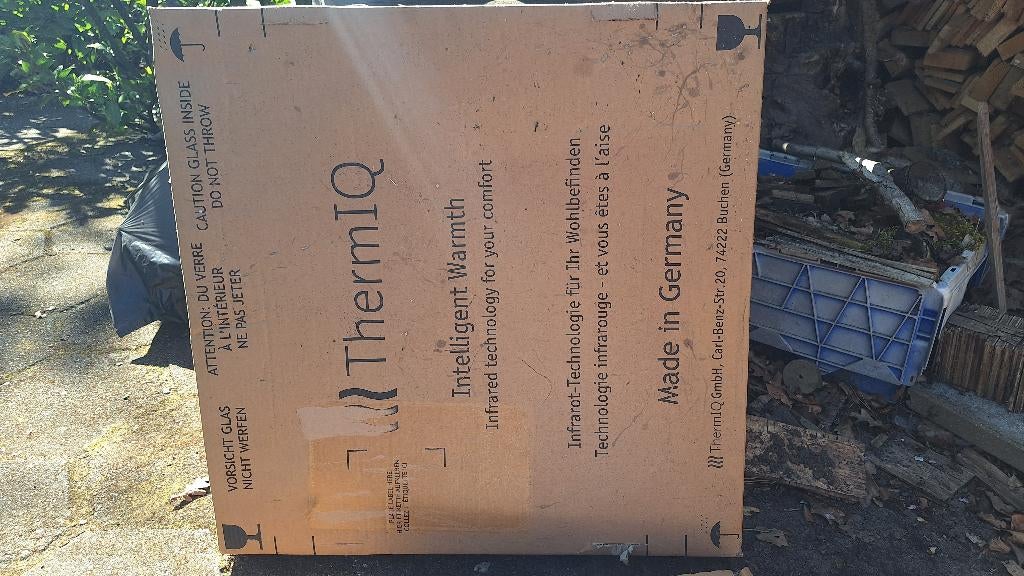 VORSICHT GLAS
NICHT WERFEN
ATTENTION: DU VERRE
À L'INTÉRIEUR
NE PAS JETER
CAUTION GLASS INSIDE
DO NOT THROW
ThermIQ
Intelligent Warmth
Infrared technology for your comfort
Infrarot-Technologie für Ihr Wohlbefinden
Technologie infrarouge - et vous êtes à l'aise
Made in Germany
ThermIQ GmbH, Carl-Benz-Str.20, 74222 Buchen (Germany)
LABEL HERE